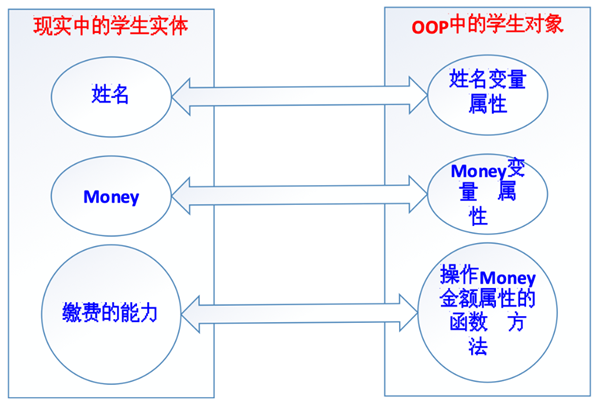 现实中的学生实体
OOP中的学生对象
姓名
姓名变量
属性
Money
Money变
量 属
性
缴费的能力
操作Money
金额属性的
函数 方
法